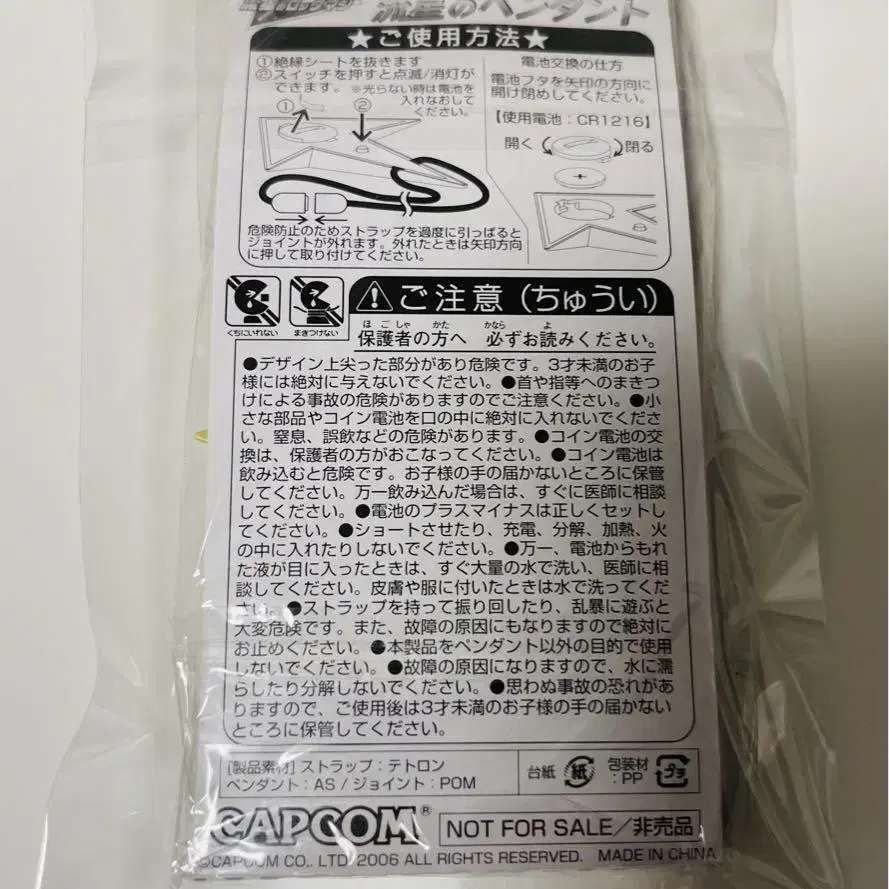 流星のロックマン
流星のペンダント
★ご使用方法★
①絶縁シートを抜きます
②スイッチを押すと点滅/消灯が
できます。 ※光らない時は電池を
入れなおして
ください。
① ②
危険防止のためストラップを過度に引っぱると
ジョイントが外れます。外れたときは矢印方向
に押して取り付けてください。
電池交換の仕方
電池フタを矢印の方向に
開け閉めしてください。
【使用電池:CR1216】
開く 閉る
+
くちにいれない まきつけない
ご注意(ちゅうい)
ほごしゃ かた かなら よ
保護者の方へ 必ずお読みください。
●デザイン上尖った部分があり危険です。3才未満のお子
様には絶対に与えないでください。●首や指等へのまきつ
けによる事故の危険がありますのでご注意ください。●小
さな部品やコイン電池を口の中に絶対に入れないでくださ
い。窒息、誤飲などの危険があります。●コイン電池の交
換は、保護者の方がおこなってください。●コイン電池は
飲み込むと危険です。お子様の手の届かないところに保管
してください。万一飲み込んだ場合は、すぐに医師に相談
してください。●電池のプラスマイナスは正しくセットし
てください。●ショートさせたり、充電、分解、加熱、火
の中に入れたりしないでください。●万一、電池からもれ
た液が目に入ったときは、すぐ大量の水で洗い、医師に相
談してください。皮膚や服に付いたときは水で洗ってくだ
さい。●ストラップを持って振り回したり、乱暴に遊ぶと
大変危険です。また、故障の原因にもなりますので絶対に
お止めください。●本製品をペンダント以外の目的で使用
しないでください。●故障の原因になりますので、水に濡
らしたり分解しないでください。●思わぬ事故の恐れがあ
りますので、ご使用後は3才未満のお子様の手の届かない
ところに保管してください。
[製品素材] ストラップ:テトロン
ペンダント:AS / ジョイント:POM
台紙 紙 包装材
:PP プラ
CAPCOM®
NOT FOR SALE/非売品
©CAPCOM CO., LTD. 2006 ALL RIGHTS RESERVED. MADE IN CHINA